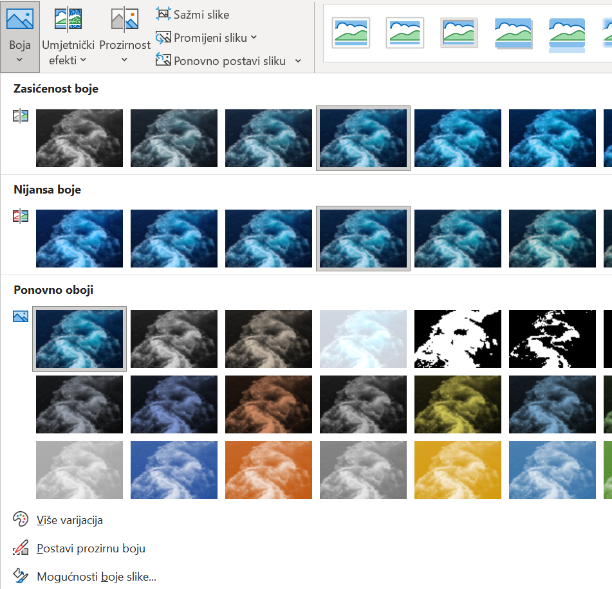 Boja
Umjetnički
efekti
Prozirnost
Sažmi slike
Promijeni sliku
Ponovno postavi sliku
Zasićenost boje
Nijansa boje
Ponovno oboji
Više varijacija
Postavi prozirnu boju
Mogućnosti boje slike...